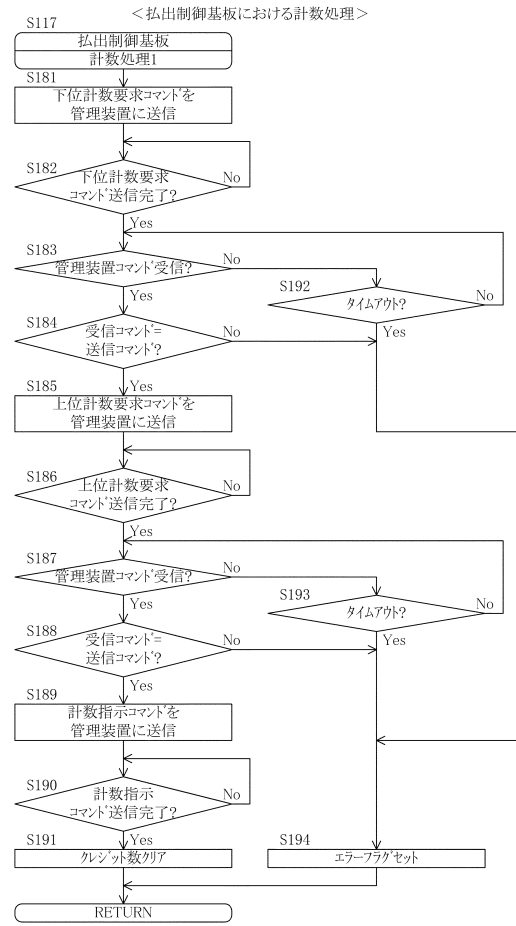 ＜払出制御基板における計数処理＞
S117
払出制御基板
計数処理1
S181
下位計数要求コマンドを
管理装置に送信
S182
下位計数要求
コマンド送信完了?
No
Yes
S183
管理装置コマンド受信?
No
Yes
S192
タイムアウト?
No
Yes
S184
受信コマンド=
送信コマンド?
No
Yes
S185
上位計数要求コマンドを
管理装置に送信
S186
上位計数要求
コマンド送信完了?
No
Yes
S187
管理装置コマンド受信?
No
Yes
S193
タイムアウト?
No
Yes
S188
受信コマンド=
送信コマンド?
No
Yes
S189
計数指示コマンドを
管理装置に送信
S190
計数指示
コマンド送信完了?
No
Yes
S191
クレジット数クリア
S194
エラーフラグセット
RETURN